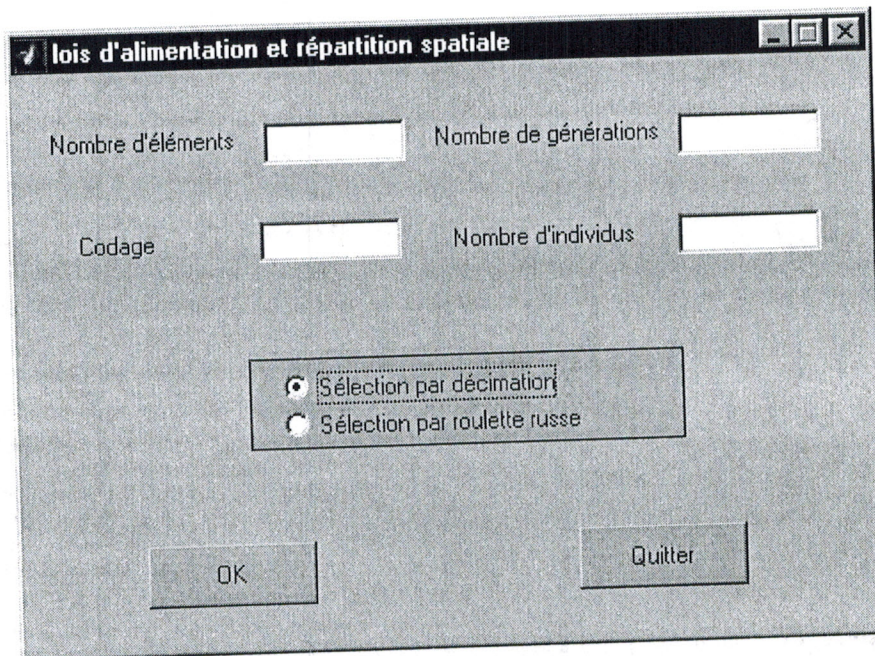 lois d'alimentation et répartition spatiale
Nombre d'éléments
Nombre de générations
Codage
Nombre d'individus
Sélection par décimation
Sélection par roulette russe
OK
Quitter